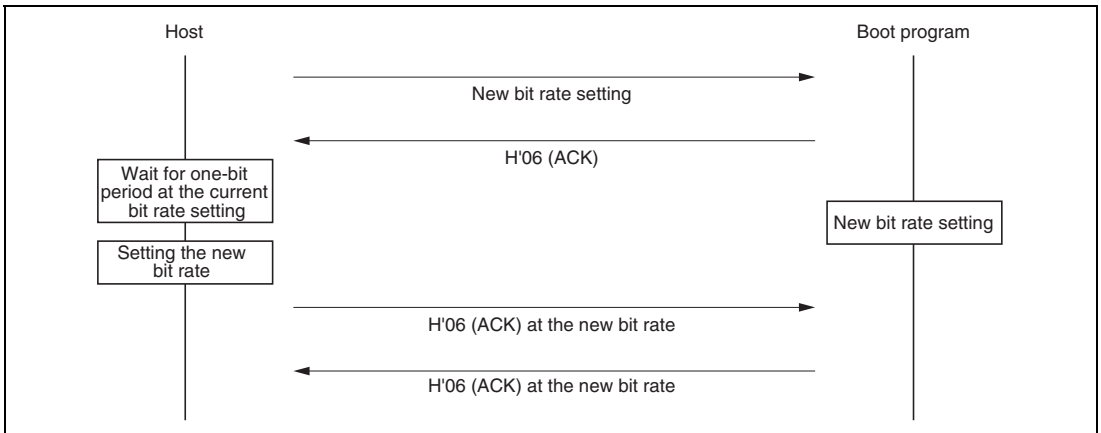 Host
Boot program
New bit rate setting
H'06 (ACK)
Wait for one-bit
period at the current
bit rate setting
New bit rate setting
Setting the new
bit rate
H'06 (ACK) at the new bit rate
H'06 (ACK) at the new bit rate